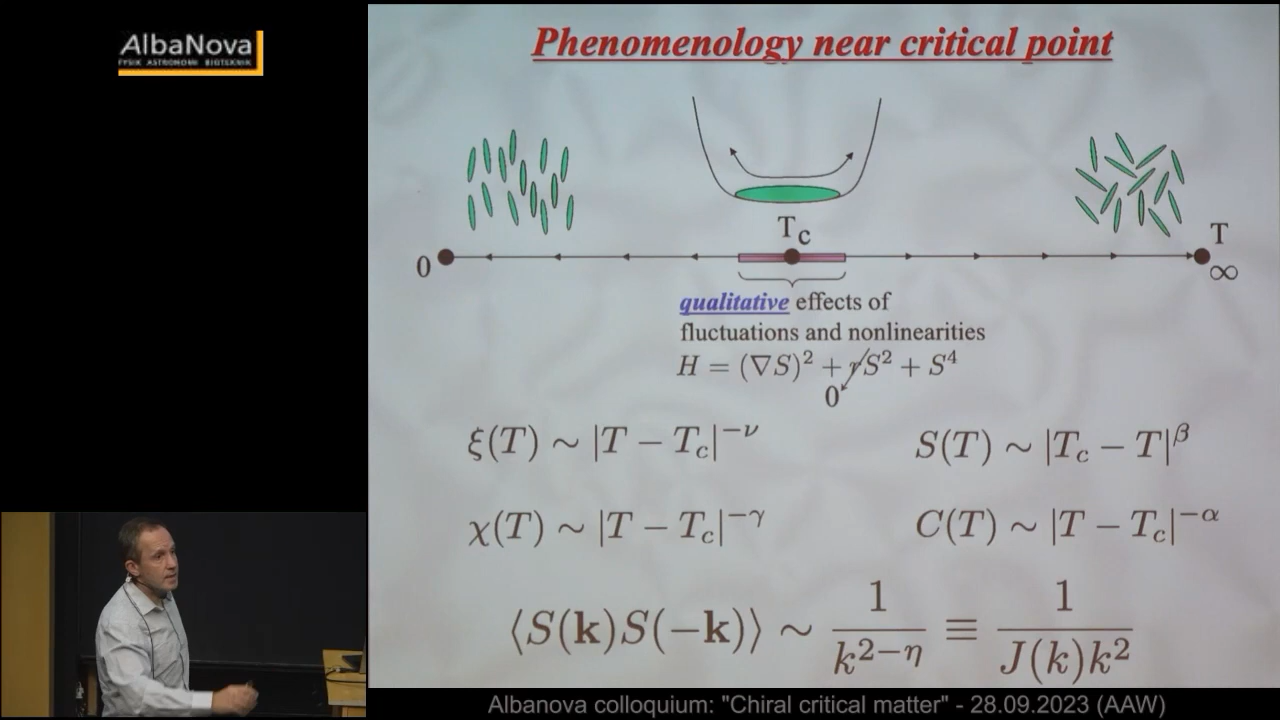 AlbaNova
FYSIK ASTRONOMI BIOTEKNIK
Phenomenology near critical point
T_c
T
0
∞
qualitative effects of
fluctuations and nonlinearities
H = (∇S)² + r̸S² + S⁴
0
ξ(T) ∼ |T − T_c|^{−ν}
S(T) ∼ |T_c − T|^β
χ(T) ∼ |T − T_c|^{−γ}
C(T) ∼ |T − T_c|^{−α}
⟨S(k)S(−k)⟩ ∼ 1/k^{2−η} ≡ 1/J(k)k²
Albanova colloquium: "Chiral critical matter" - 28.09.2023 (AAW)